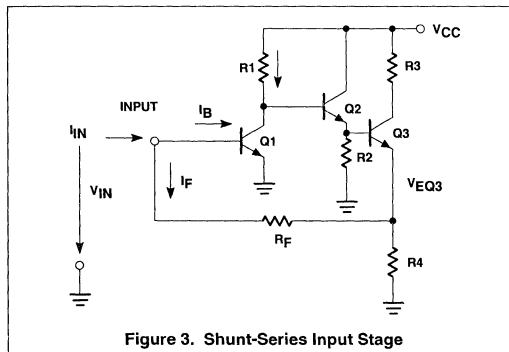 VCC
R1
R3
INPUT
IB
Q2
Q3
IIN
Q1
R2
VIN
IF
VEQ3
RF
R4
Figure 3. Shunt-Series Input Stage